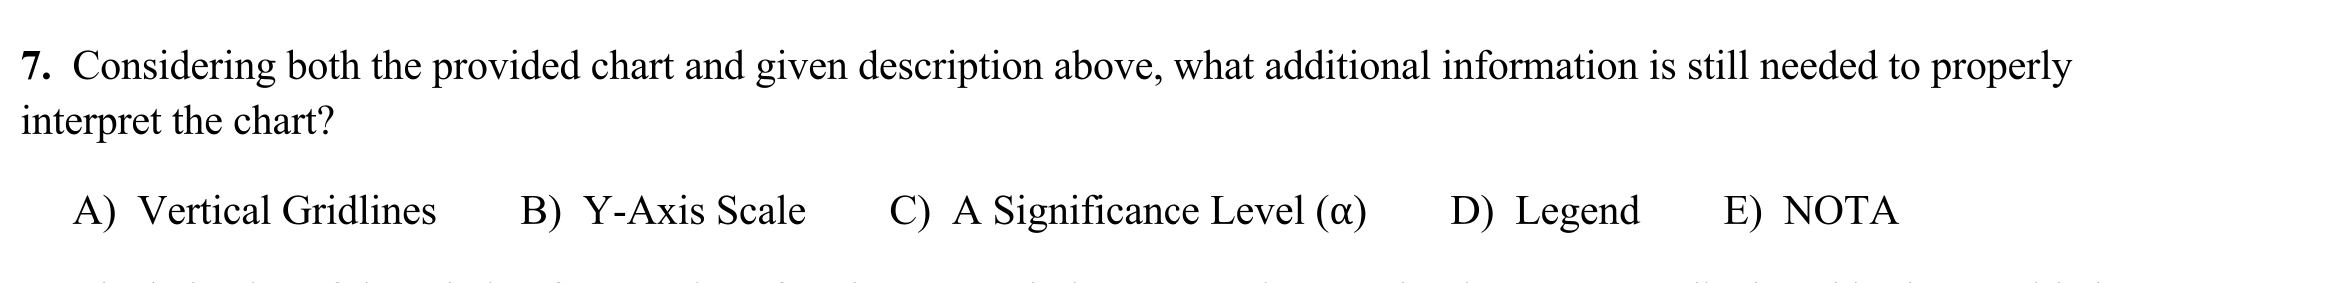 7. Considering both the provided chart and given description above, what additional information is still needed to properly
interpret the chart?
A) Vertical Gridlines B) Y-Axis Scale C) A Significance Level (α) D) Legend E) NOTA